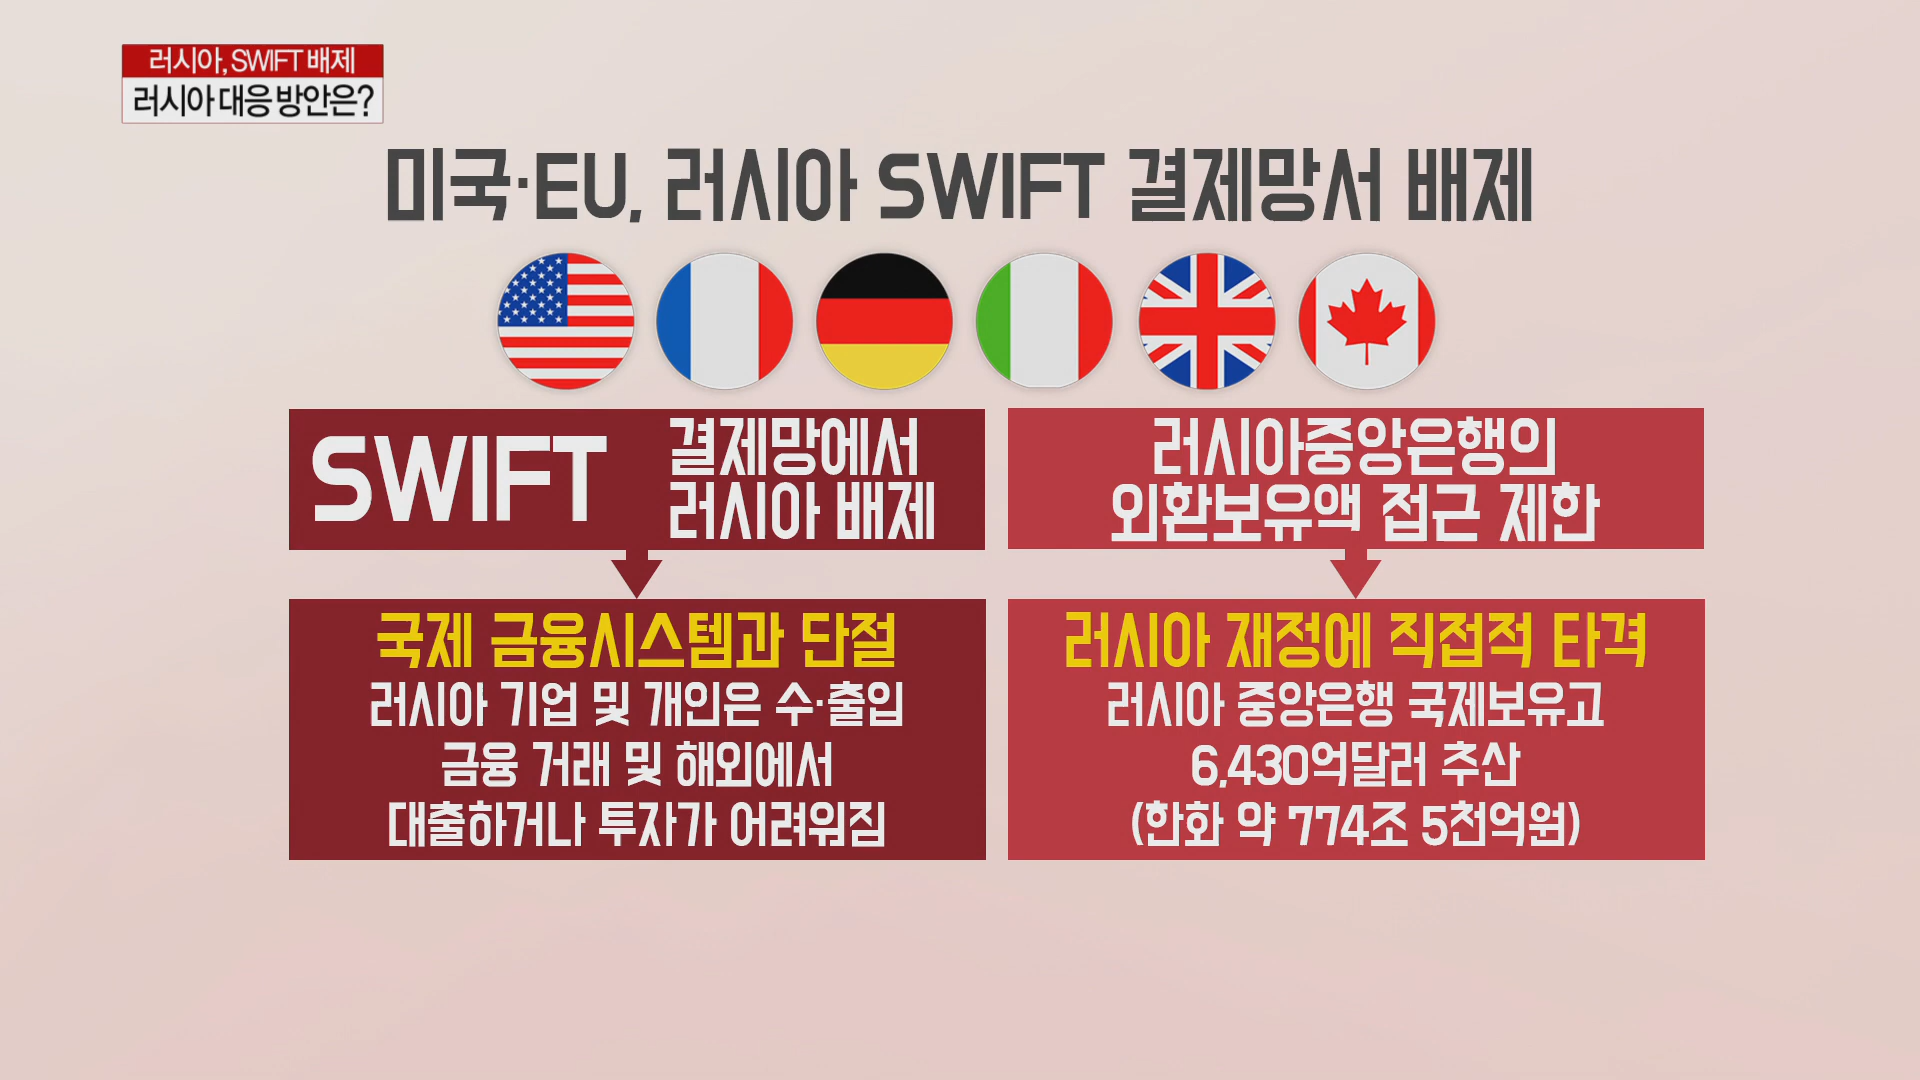 러시아, SWIFT 배제
러시아 대응 방안은?
미국·EU, 러시아 SWIFT 결제망서 배제
SWIFT
결제망에서
러시아 배제
국제 금융시스템과 단절
러시아 기업 및 개인은 수·출입
금융 거래 및 해외에서
대출하거나 투자가 어려워짐
러시아중앙은행의
외환보유액 접근 제한
러시아 재정에 직접적 타격
러시아 중앙은행 국제보유고
6,430억달러 추산
(한화 약 774조 5천억원)